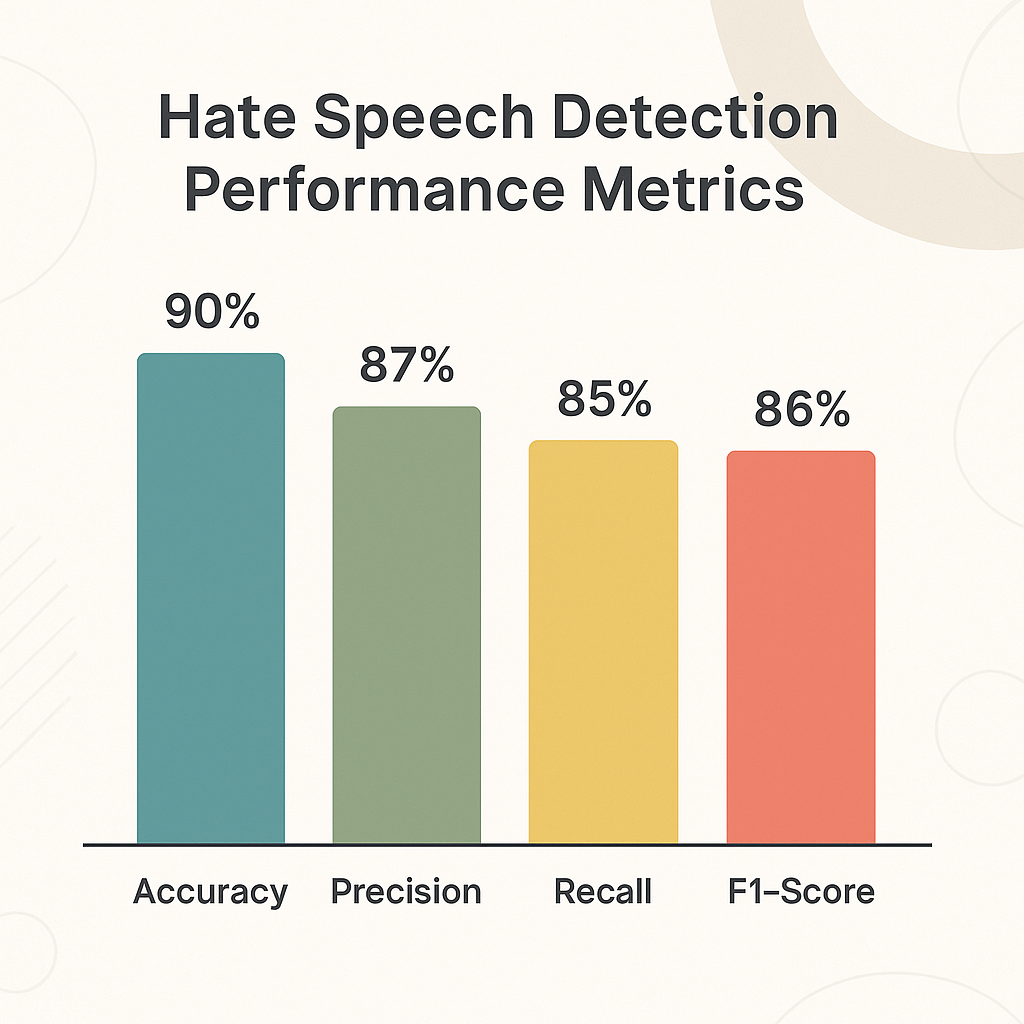 Hate Speech Detection
Performance Metrics
90%
87%
85%
86%
Accuracy
Precision
Recall
F1–Score